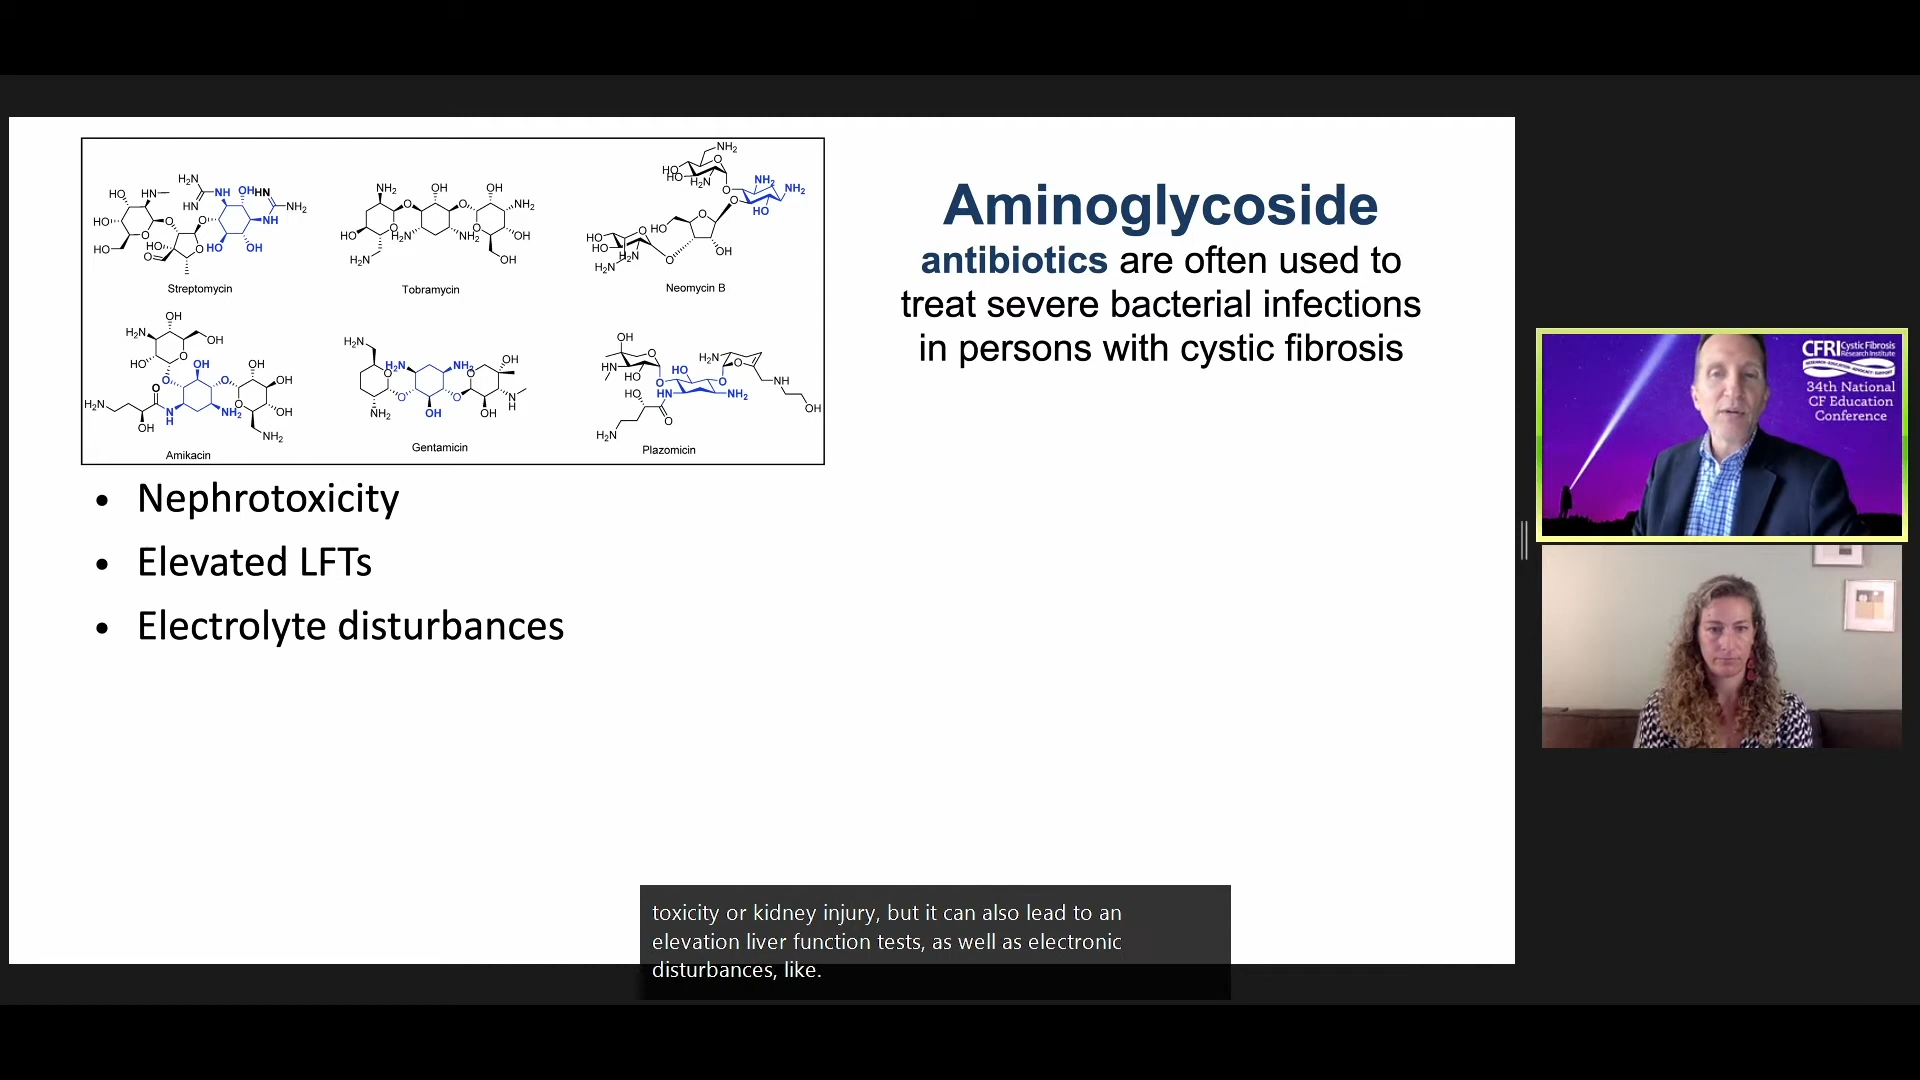 Streptomycin
Tobramycin
Neomycin B
Amikacin
Gentamicin
Plazomicin
Aminoglycoside
antibiotics are often used to
treat severe bacterial infections
in persons with cystic fibrosis
• Nephrotoxicity
• Elevated LFTs
• Electrolyte disturbances
CFRI Cystic Fibrosis
Research Institute
34th National
CF Education
Conference
toxicity or kidney injury, but it can also lead to an
elevation liver function tests, as well as electronic
disturbances, like.